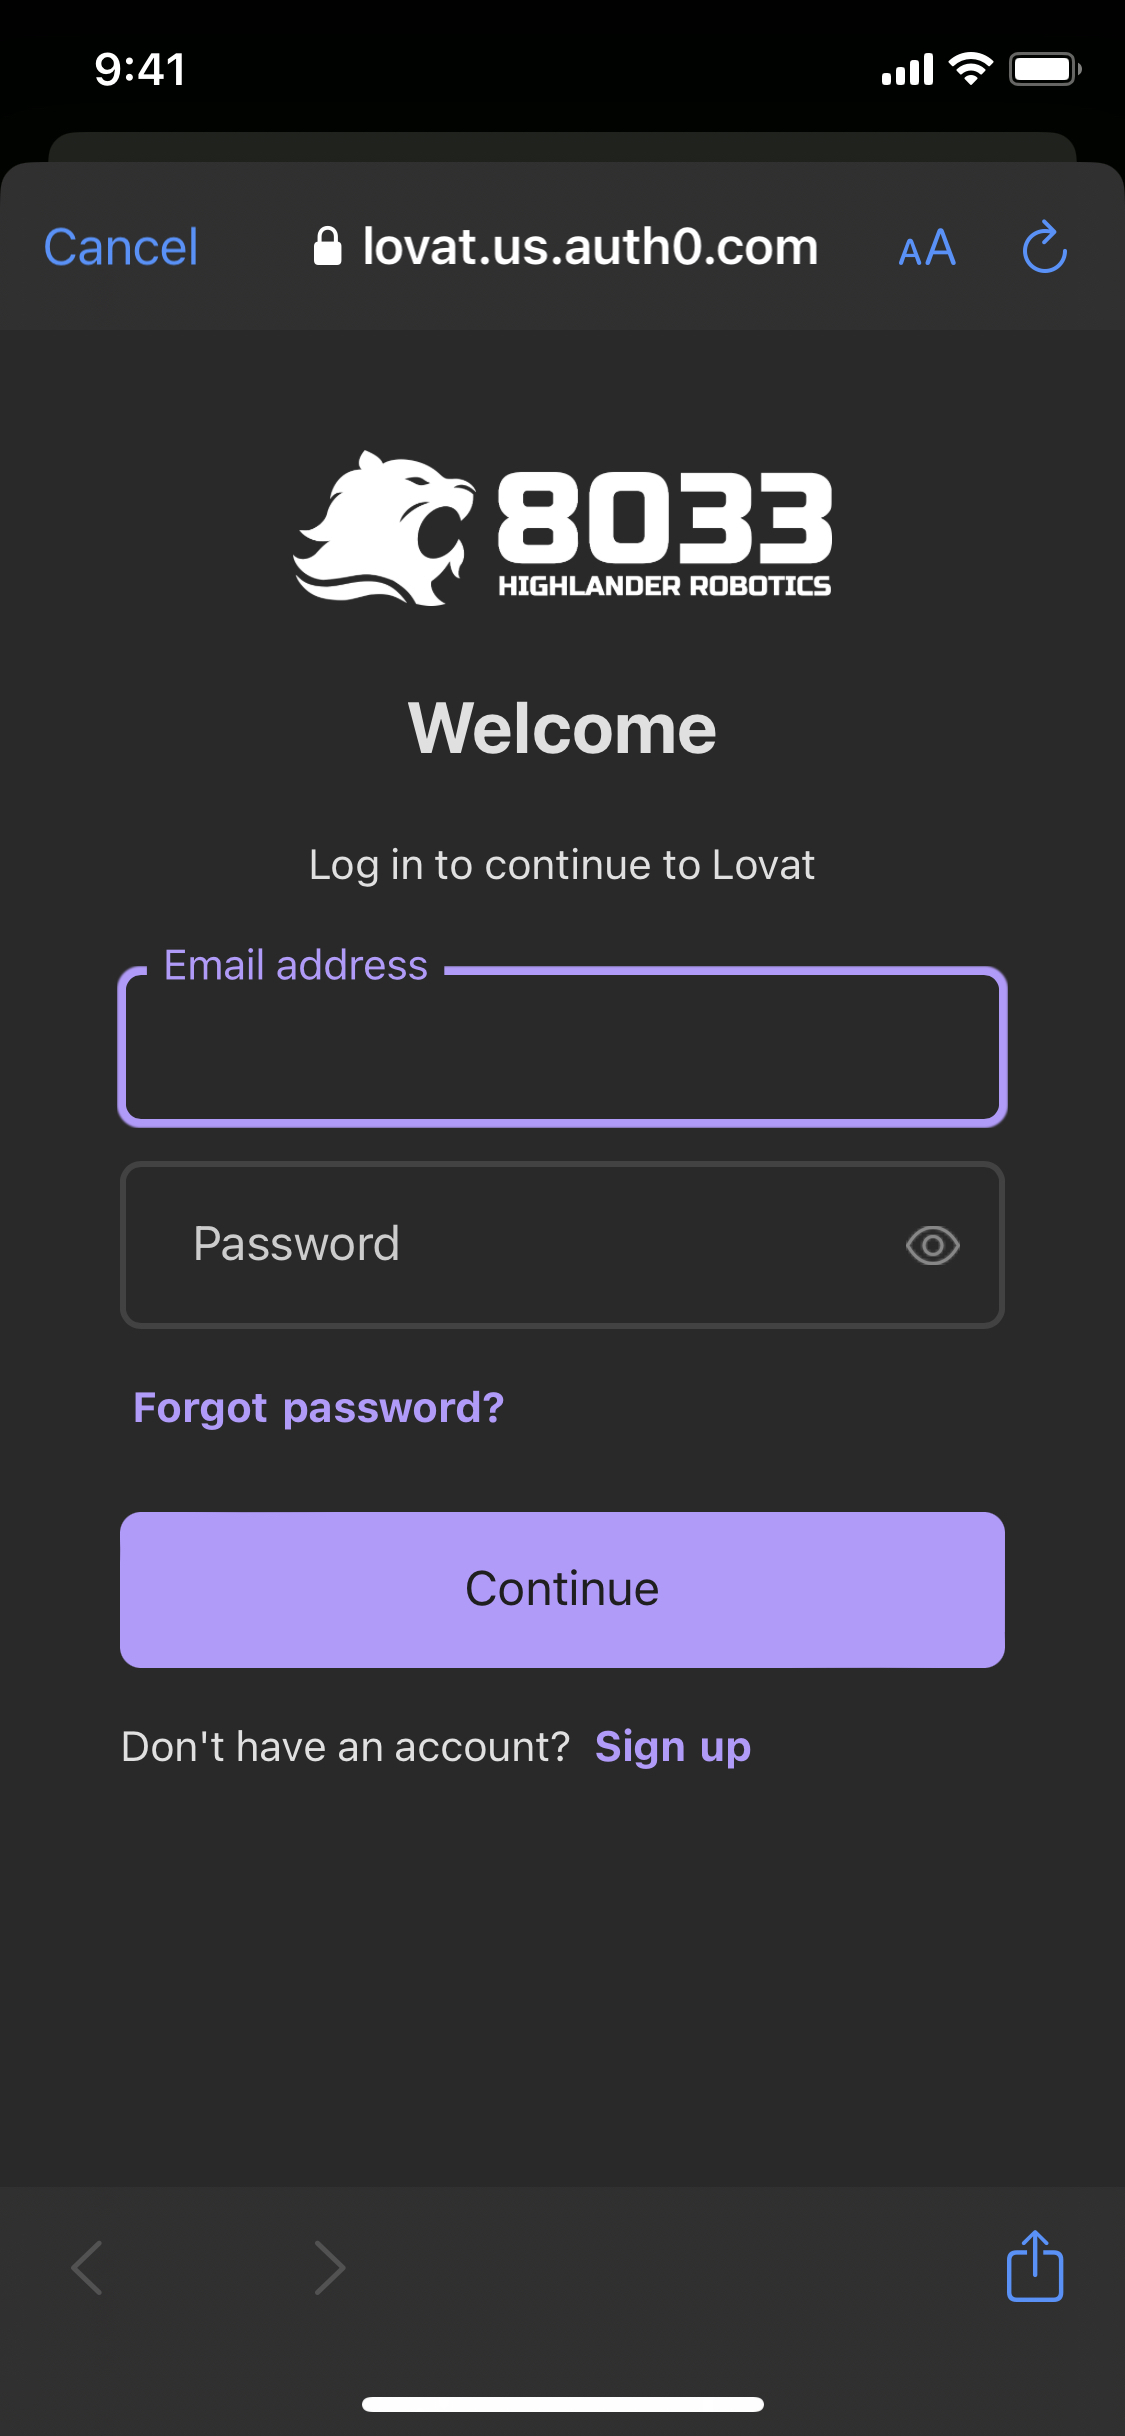 9:41
Cancel lovat.us.auth0.com AA
8033
HIGHLANDER ROBOTICS
Welcome
Log in to continue to Lovat
Email address
Password
Forgot password?
Continue
Don't have an account? Sign up